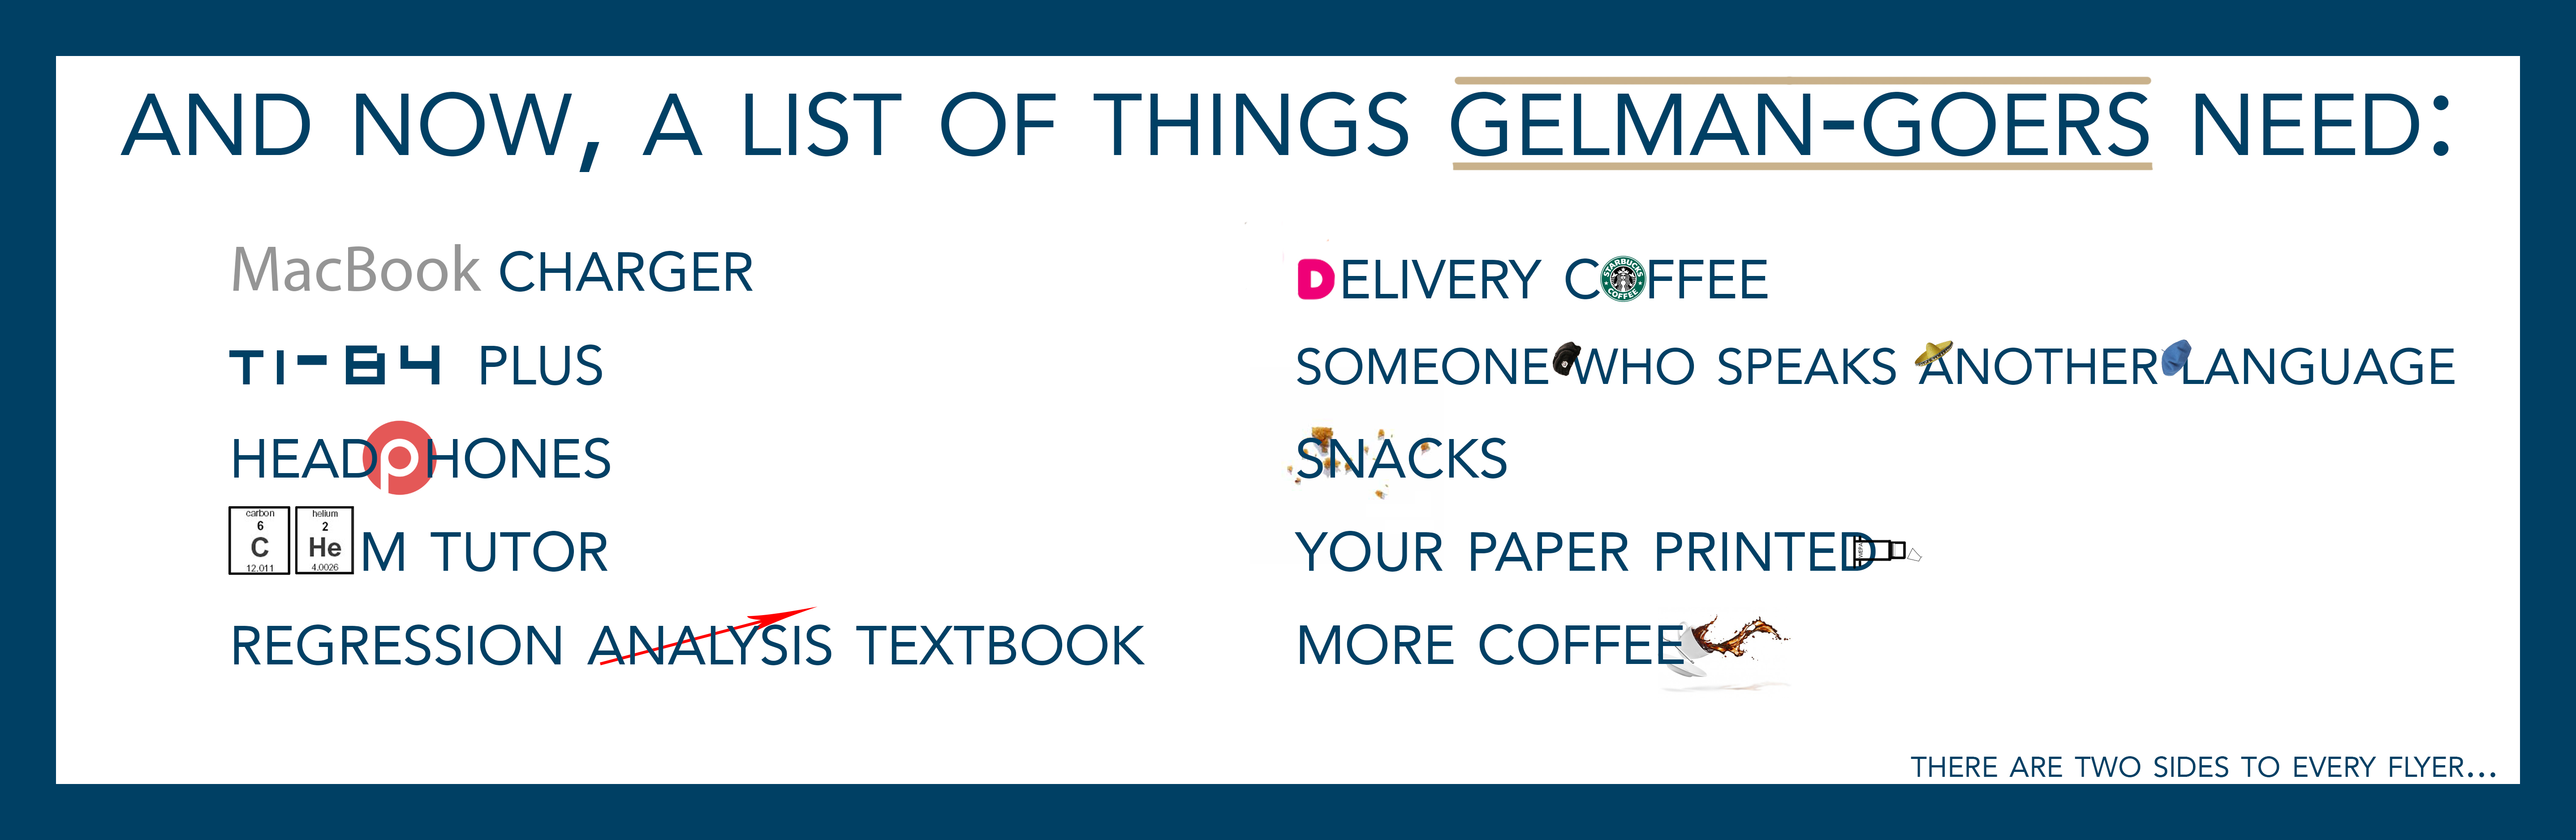 AND NOW, A LIST OF THINGS GELMAN-GOERS NEED:
MacBook CHARGER
TI-84 PLUS
HEADPHONES
carbon helium
6 2
C He M TUTOR
12.011 4.0026
REGRESSION ANALYSIS TEXTBOOK
DELIVERY COFFEE
STARBUCKS COFFEE
SOMEONE WHO SPEAKS ANOTHER LANGUAGE
SNACKS
YOUR PAPER PRINTED
MORE COFFEE
THERE ARE TWO SIDES TO EVERY FLYER...